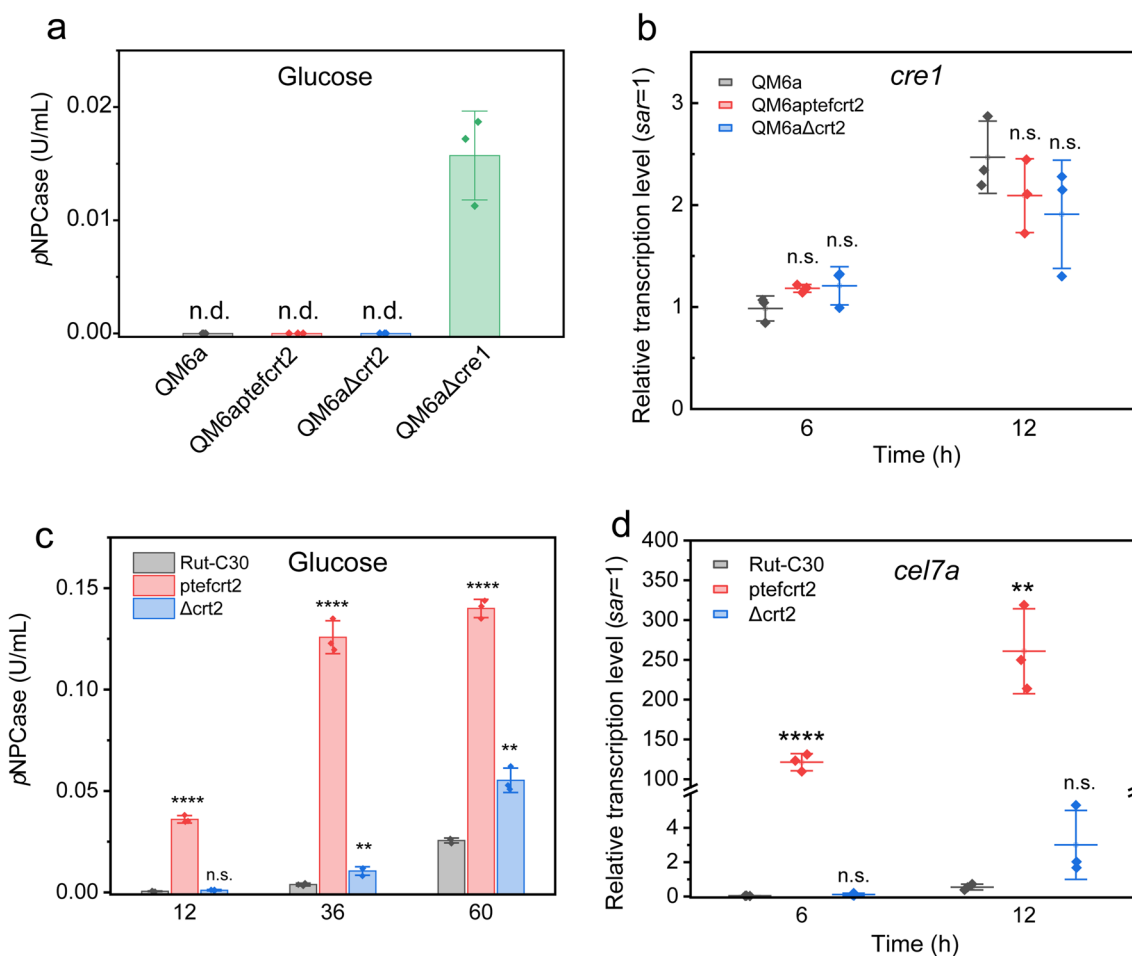 a
Glucose
pNPCase (U/mL)
0.02
0.01
0.00
n.d.
n.d.
n.d.
QM6a
QM6aptefcrt2
QM6aΔcrt2
QM6aΔcre1
b
cre1
QM6a
QM6aptefcrt2
QM6aΔcrt2
Relative transcription level (sar=1)
3
2
1
0
n.s.
n.s.
n.s.
n.s.
6
12
Time (h)
c
Glucose
Rut-C30
ptefcrt2
Δcrt2
pNPCase (U/mL)
0.15
0.10
0.05
0.00
****
n.s.
****
**
****
**
12
36
60
d
cel7a
Rut-C30
ptefcrt2
Δcrt2
Relative transcription level (sar=1)
400
350
300
250
200
150
125
100
4
2
0
****
n.s.
**
n.s.
6
12
Time (h)